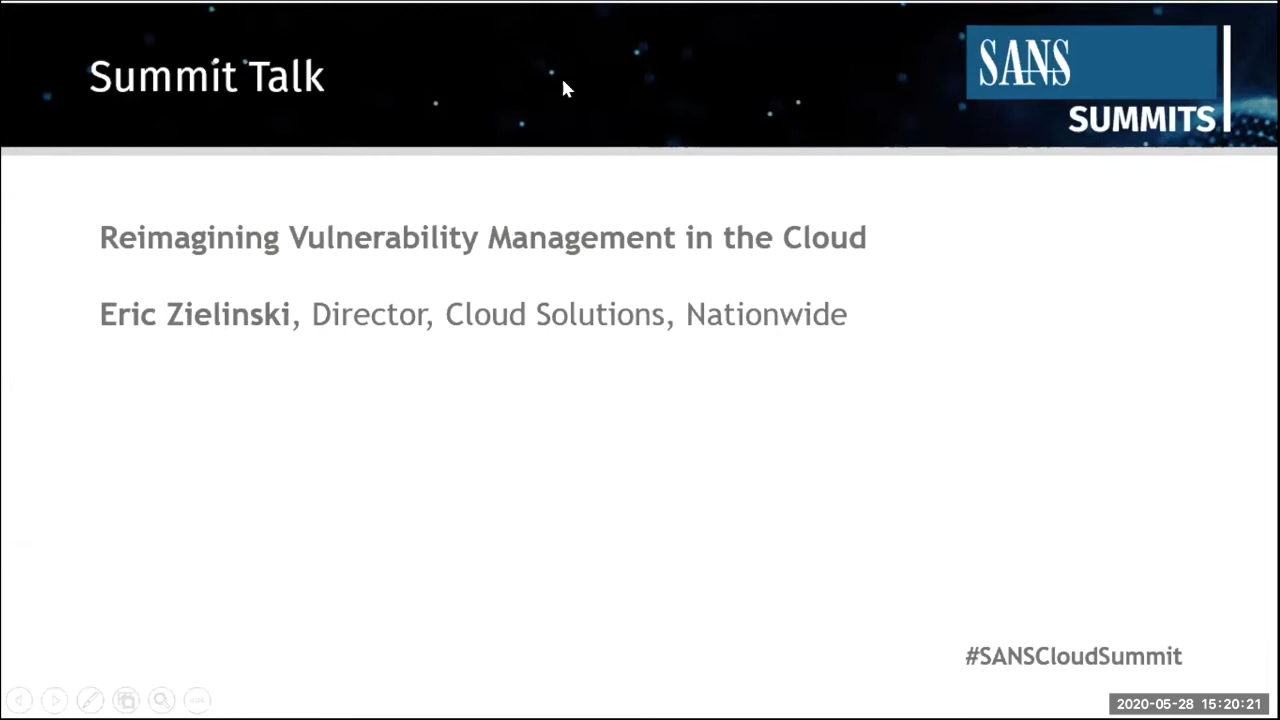 Summit Talk
SANS
SUMMITS
Reimagining Vulnerability Management in the Cloud
Eric Zielinski, Director, Cloud Solutions, Nationwide
#SANSCloudSummit
2020-05-28 15:20:21